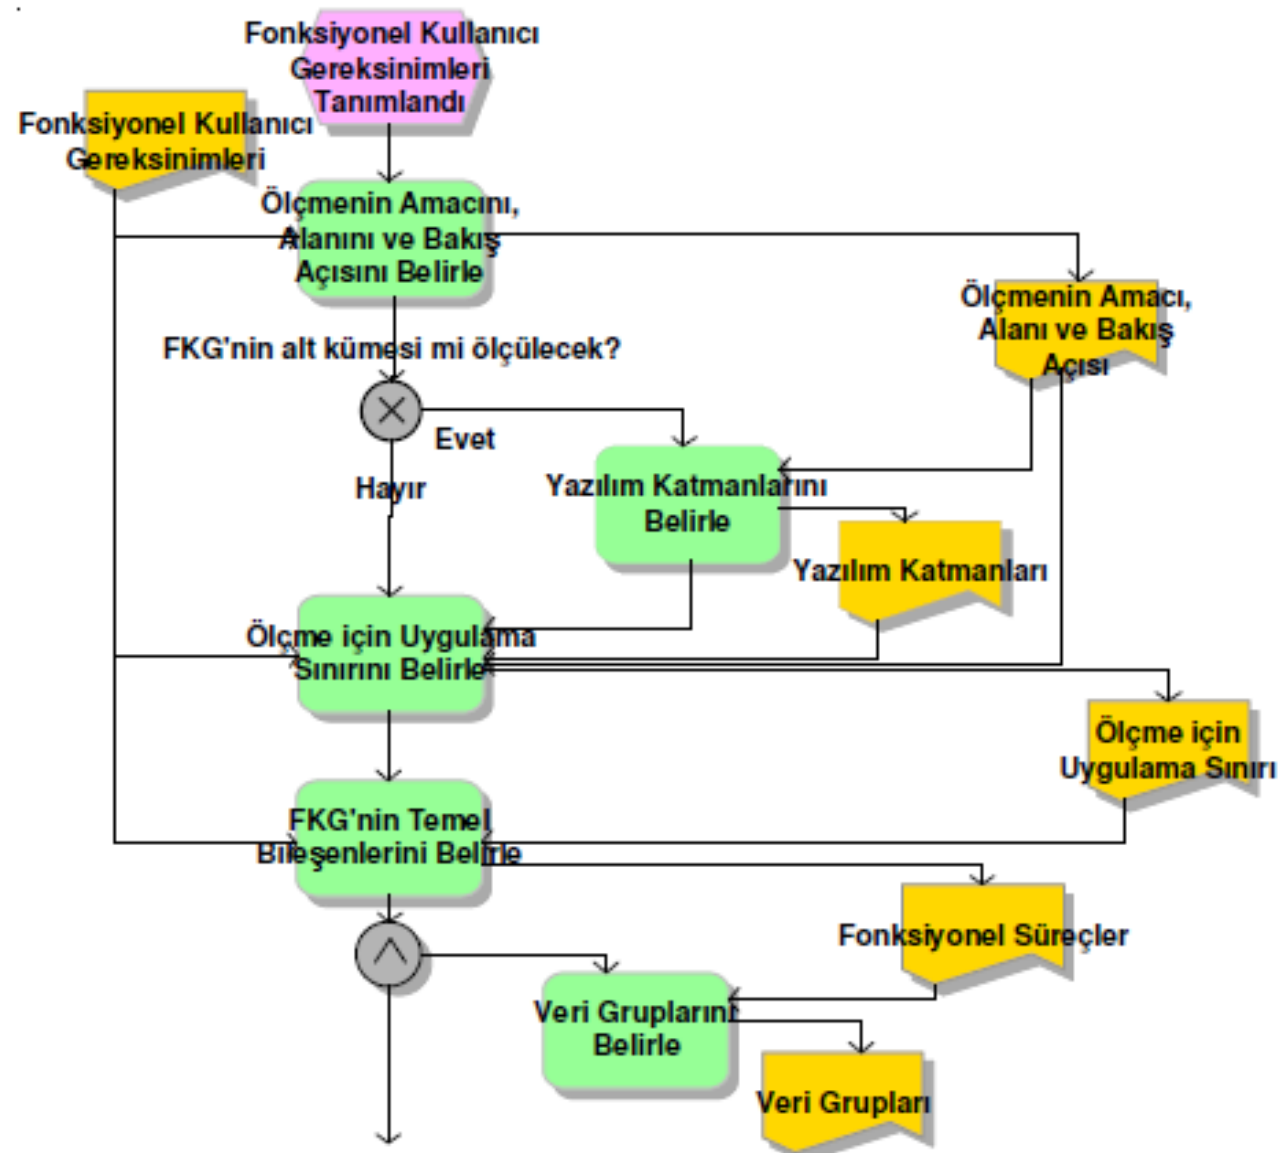 Fonksiyonel Kullanıcı
Gereksinimleri
Tanımlandı
Fonksiyonel Kullanıcı
Gereksinimleri
Ölçmenin Amacını,
Alanını ve Bakış
Açısını Belirle
Ölçmenin Amacı,
Alanı ve Bakış
Açısı
FKG'nin alt kümesi mi ölçülecek?
Evet
Hayır
Yazılım Katmanlarını
Belirle
Yazılım Katmanları
Ölçme için Uygulama
Sınırını Belirle
Ölçme için
Uygulama Sınırı
FKG'nin Temel
Bileşenlerini Belirle
Fonksiyonel Süreçler
Veri Gruplarını
Belirle
Veri Grupları